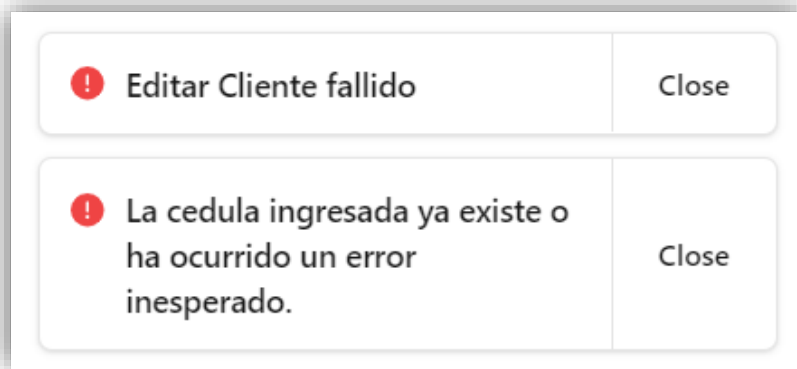 Editar Cliente fallido
Close
La cedula ingresada ya existe o
ha ocurrido un error
inesperado.
Close